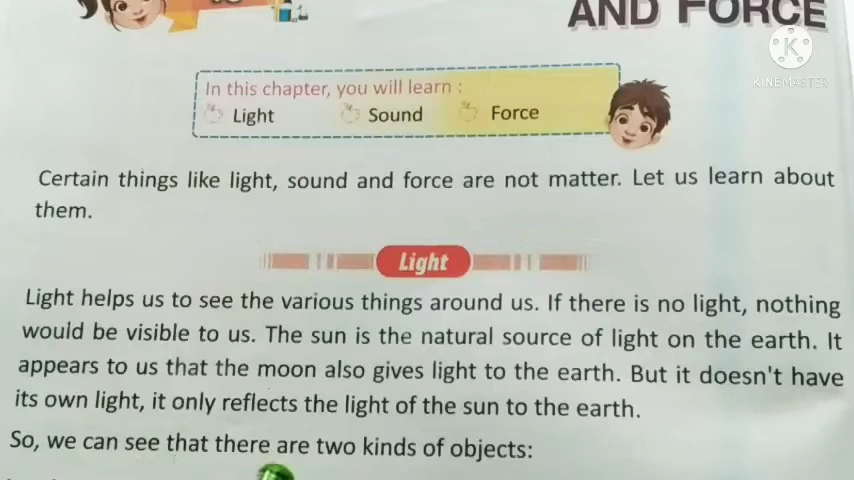 AND FORCE
KINEMASTER
In this chapter, you will learn :
Light Sound Force
Certain things like light, sound and force are not matter. Let us learn about
them.
Light
Light helps us to see the various things around us. If there is no light, nothing
would be visible to us. The sun is the natural source of light on the earth. It
appears to us that the moon also gives light to the earth. But it doesn't have
its own light, it only reflects the light of the sun to the earth.
So, we can see that there are two kinds of objects: